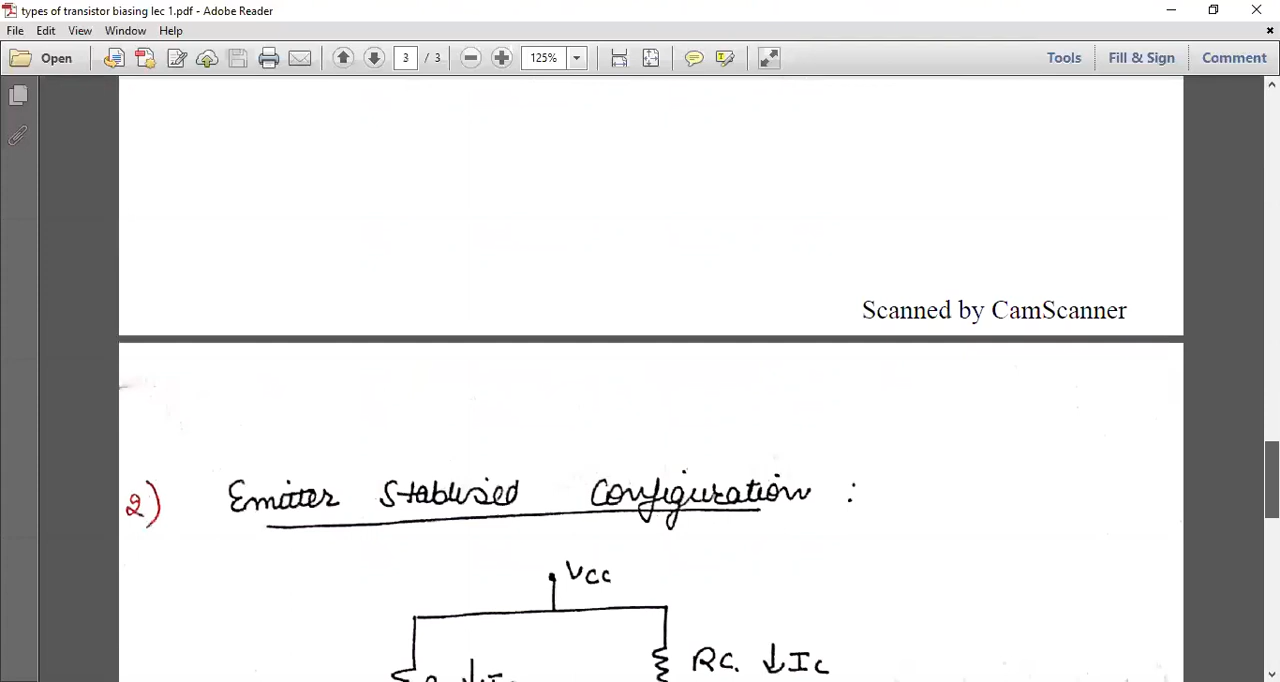 types of transistor biasing lec 1.pdf - Adobe Reader
File Edit View Window Help
Open 3 / 3 125% Tools Fill & Sign Comment
Scanned by CamScanner
2) Emitter Stablised Configuration :
VCC
RC. ↓IC